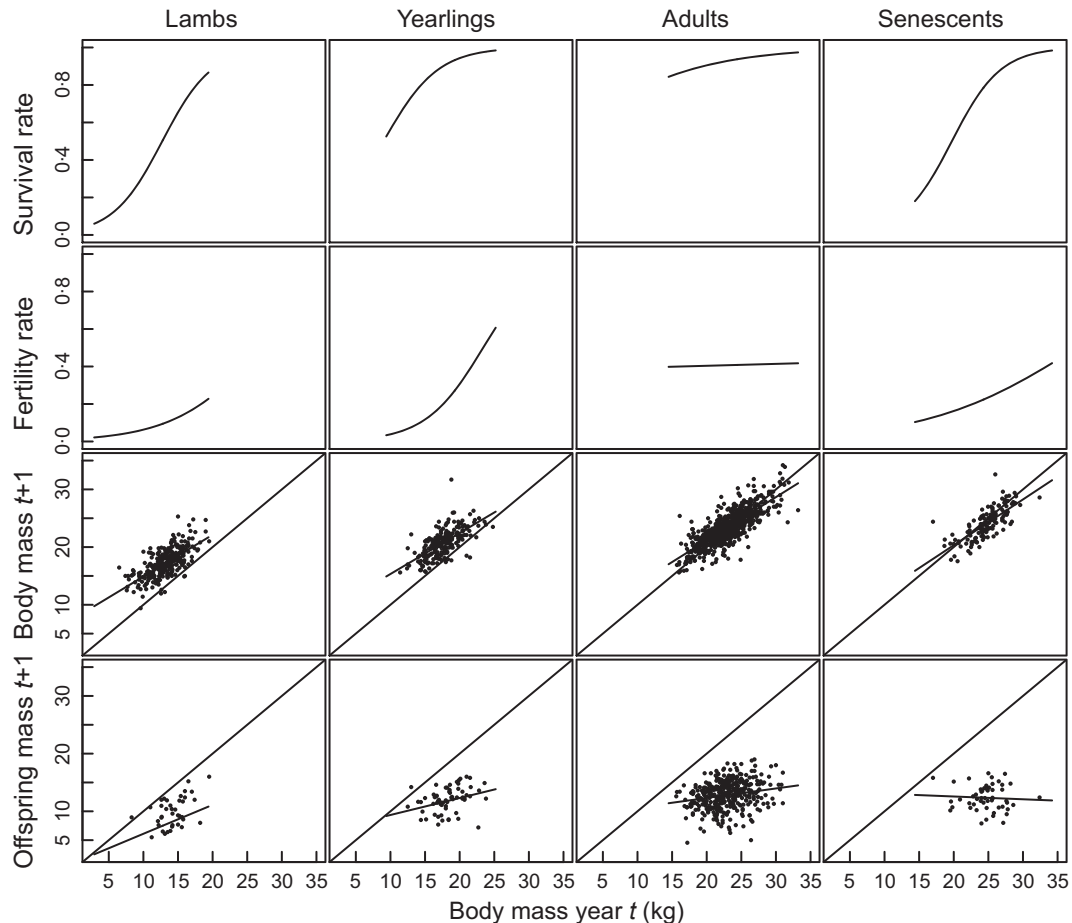 Lambs Yearlings Adults Senescents
Survival rate
0·0 0·4 0·8
Fertility rate
0·0 0·4 0·8
Body mass t+1
5 10 20 30
Offspring mass t+1
5 10 20 30
5 10 15 20 25 30 35 5 10 15 20 25 30 35 5 10 15 20 25 30 35 5 10 15 20 25 30 35
Body mass year t (kg)